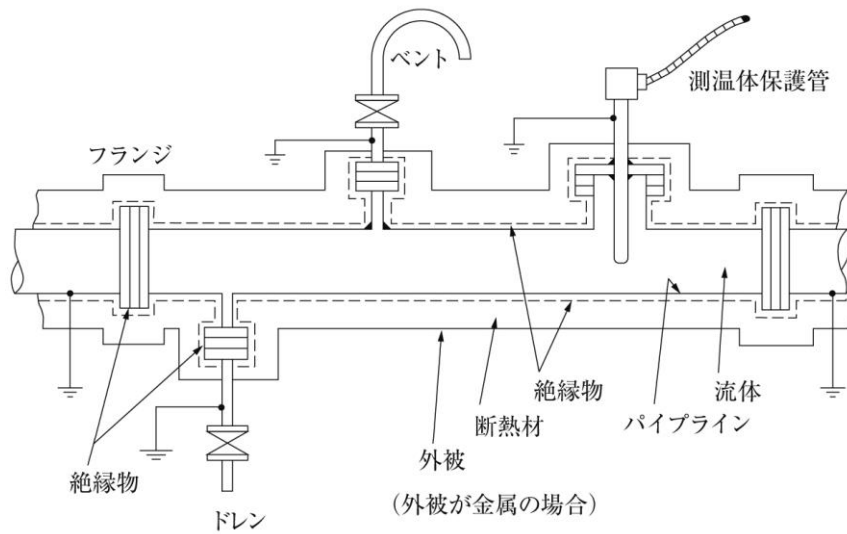 ベント
測温体保護管
フランジ
絶縁物
流体
パイプライン
断熱材
外被
絶縁物
(外被が金属の場合)
ドレン